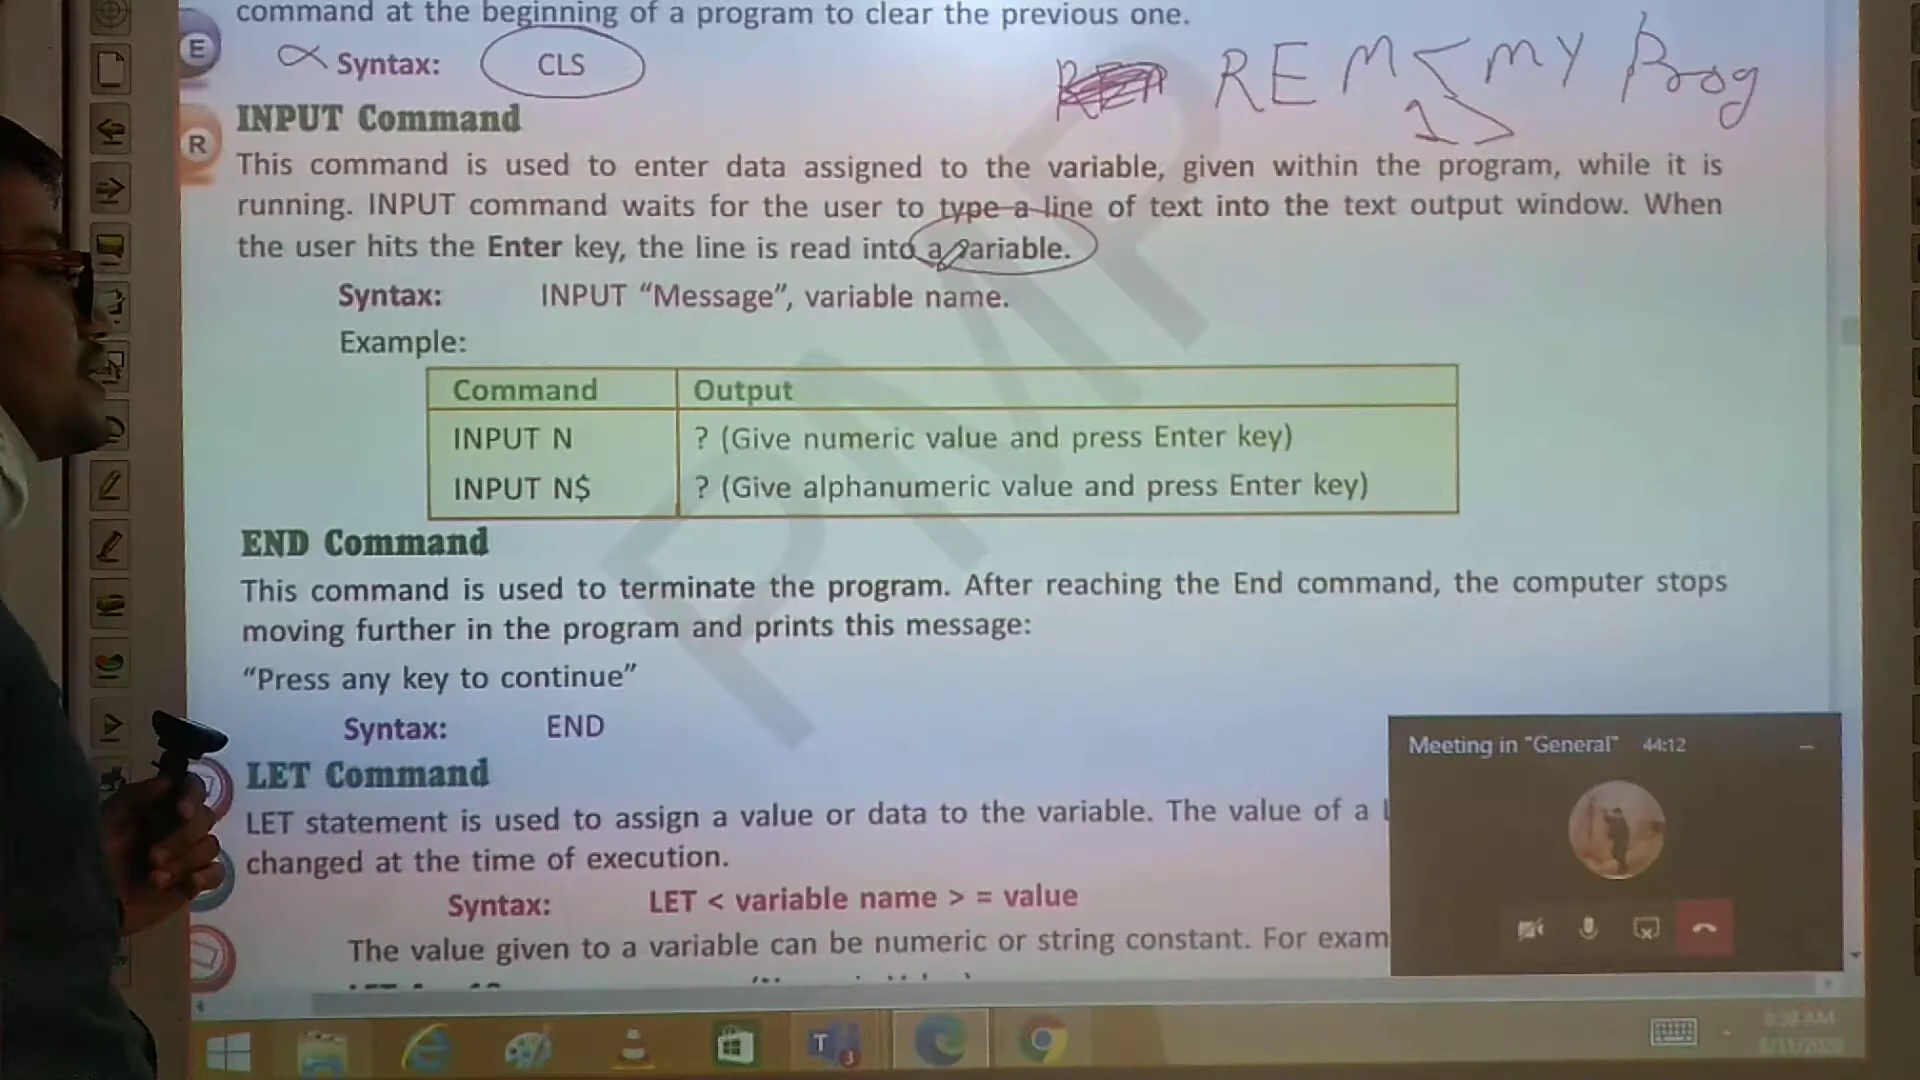 command at the beginning of a program to clear the previous one.
E
Syntax: CLS
REM < MY Prog
1 >
INPUT Command
R
This command is used to enter data assigned to the variable, given within the program, while it is
running. INPUT command waits for the user to type a line of text into the text output window. When
the user hits the Enter key, the line is read into a variable.
Syntax: INPUT “Message”, variable name.
Example:
Command Output
INPUT N ? (Give numeric value and press Enter key)
INPUT N$ ? (Give alphanumeric value and press Enter key)
END Command
This command is used to terminate the program. After reaching the End command, the computer stops
moving further in the program and prints this message:
“Press any key to continue”
Syntax: END
LET Command
LET statement is used to assign a value or data to the variable. The value of a
changed at the time of execution.
Syntax: LET < variable name > = value
The value given to a variable can be numeric or string constant. For exam
Meeting in "General" 44:12
PMP
T 3